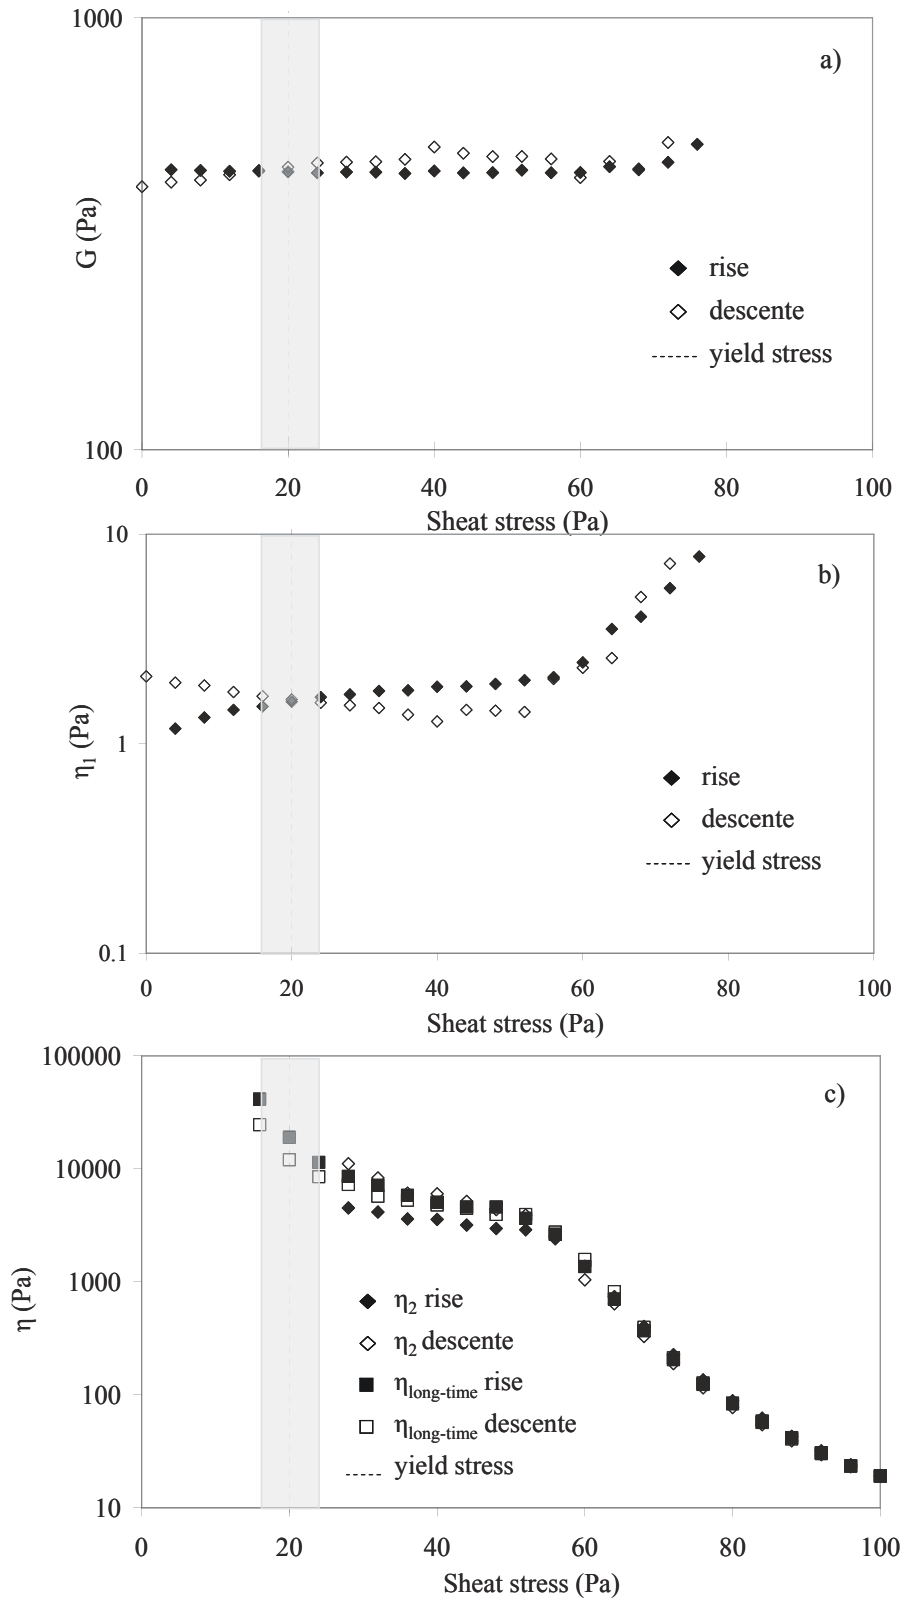 1000
a)
G (Pa)
rise
descente
yield stress
100
0 20 40 60 80 100
Sheat stress (Pa)
10
b)
η1 (Pa)
1
rise
descente
yield stress
0.1
0 20 40 60 80 100
Sheat stress (Pa)
100000
c)
10000
η (Pa)
1000
η2 rise
η2 descente
100
ηlong-time rise
ηlong-time descente
yield stress
10
0 20 40 60 80 100
Sheat stress (Pa)